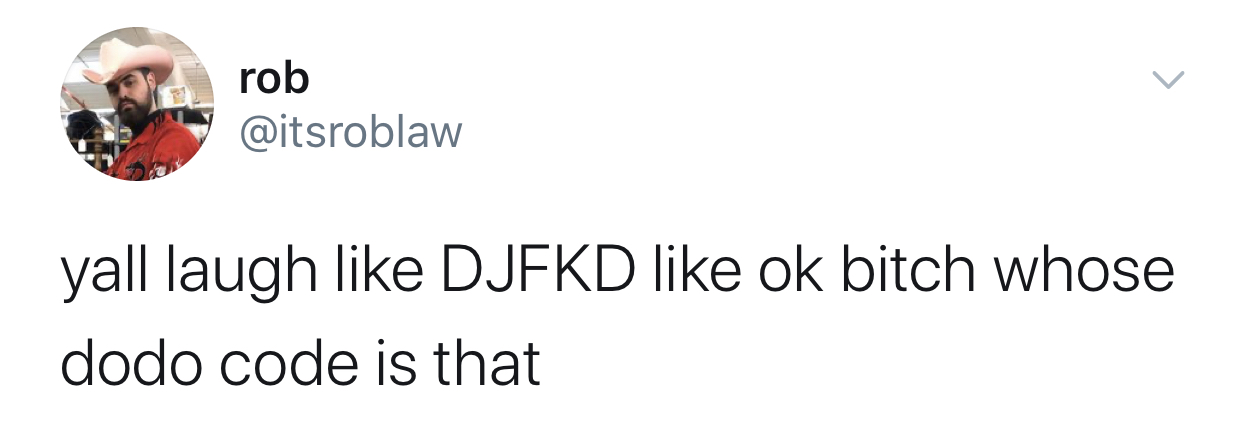 rob
@itsroblaw
yall laugh like DJFKD like ok bitch whose
dodo code is that